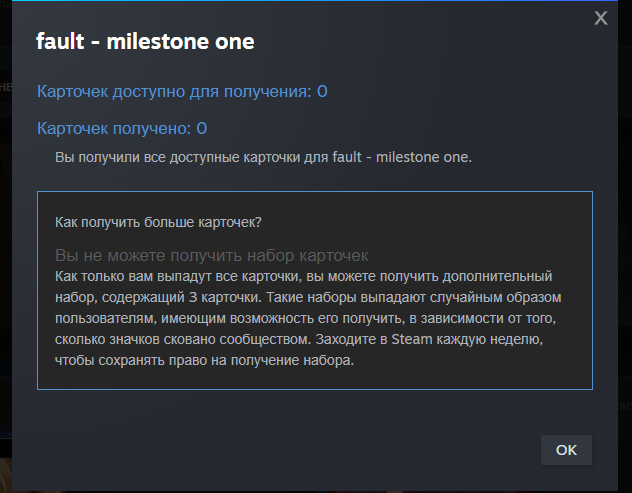 fault - milestone one
X
Карточек доступно для получения: 0
Карточек получено: 0
Вы получили все доступные карточки для fault - milestone one.
Как получить больше карточек?
Вы не можете получить набор карточек
Как только вам выпадут все карточки, вы можете получить дополнительный
набор, содержащий 3 карточки. Такие наборы выпадают случайным образом
пользователям, имеющим возможность его получить, в зависимости от того,
сколько значков сковано сообществом. Заходите в Steam каждую неделю,
чтобы сохранять право на получение набора.
OK